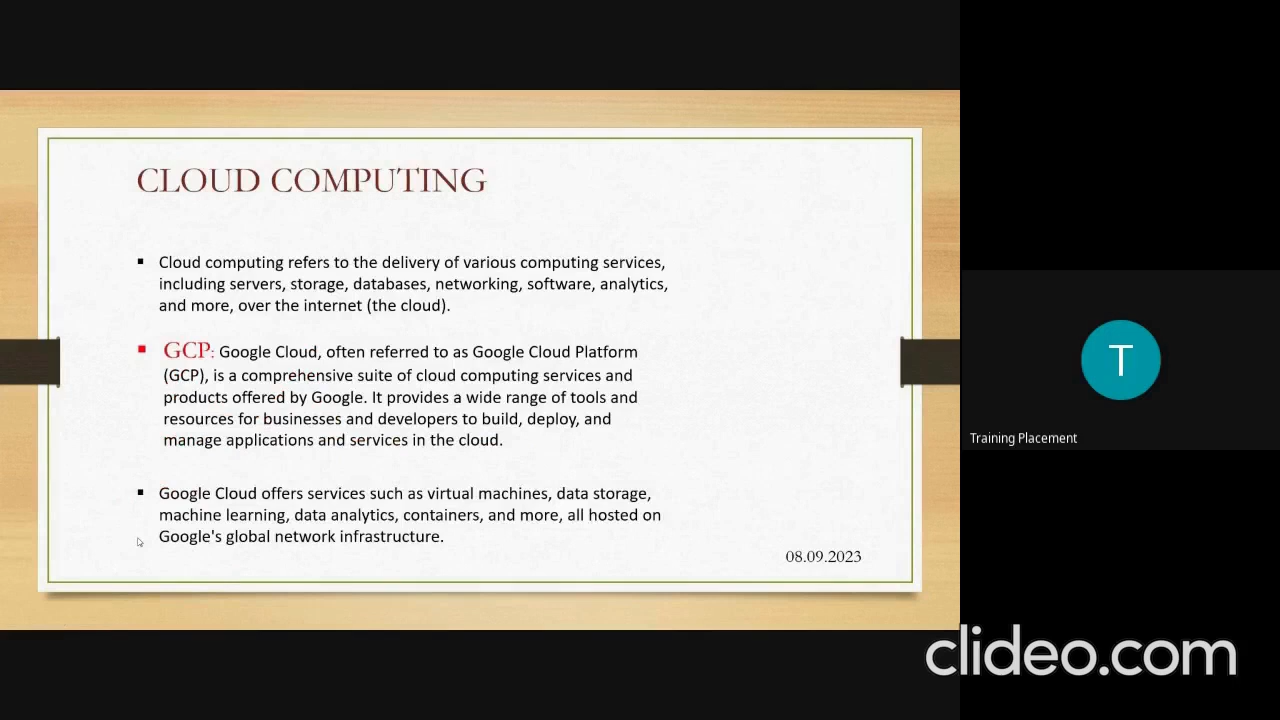 CLOUD COMPUTING
Cloud computing refers to the delivery of various computing services,
including servers, storage, databases, networking, software, analytics,
and more, over the internet (the cloud).
GCP: Google Cloud, often referred to as Google Cloud Platform
(GCP), is a comprehensive suite of cloud computing services and
products offered by Google. It provides a wide range of tools and
resources for businesses and developers to build, deploy, and
manage applications and services in the cloud.
Google Cloud offers services such as virtual machines, data storage,
machine learning, data analytics, containers, and more, all hosted on
Google's global network infrastructure.
08.09.2023
T
Training Placement
clideo.com